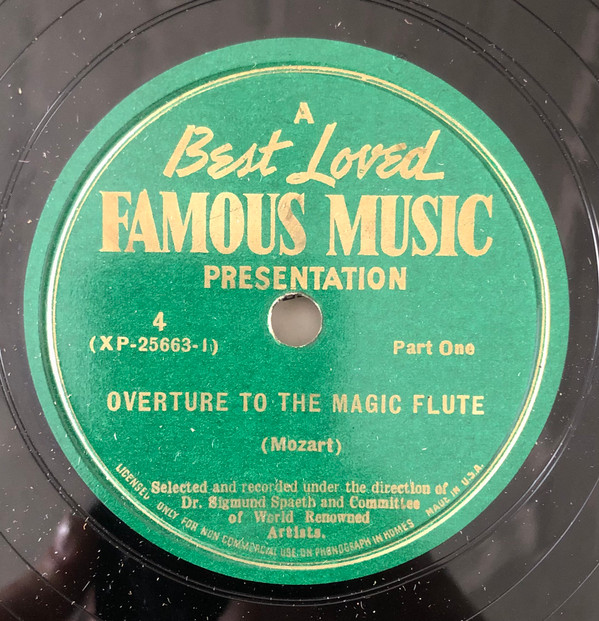 A
Best Loved
FAMOUS MUSIC
PRESENTATION
4
(XP-25663-1)
Part One
OVERTURE TO THE MAGIC FLUTE
(Mozart)
Selected and recorded under the direction of
Dr. Sigmund Spaeth and Committee
of World Renowned
Artists.
LICENSED ONLY FOR NON COMMERCIAL USE ON PHONOGRAPH IN HOMES MADE IN U.S.A.